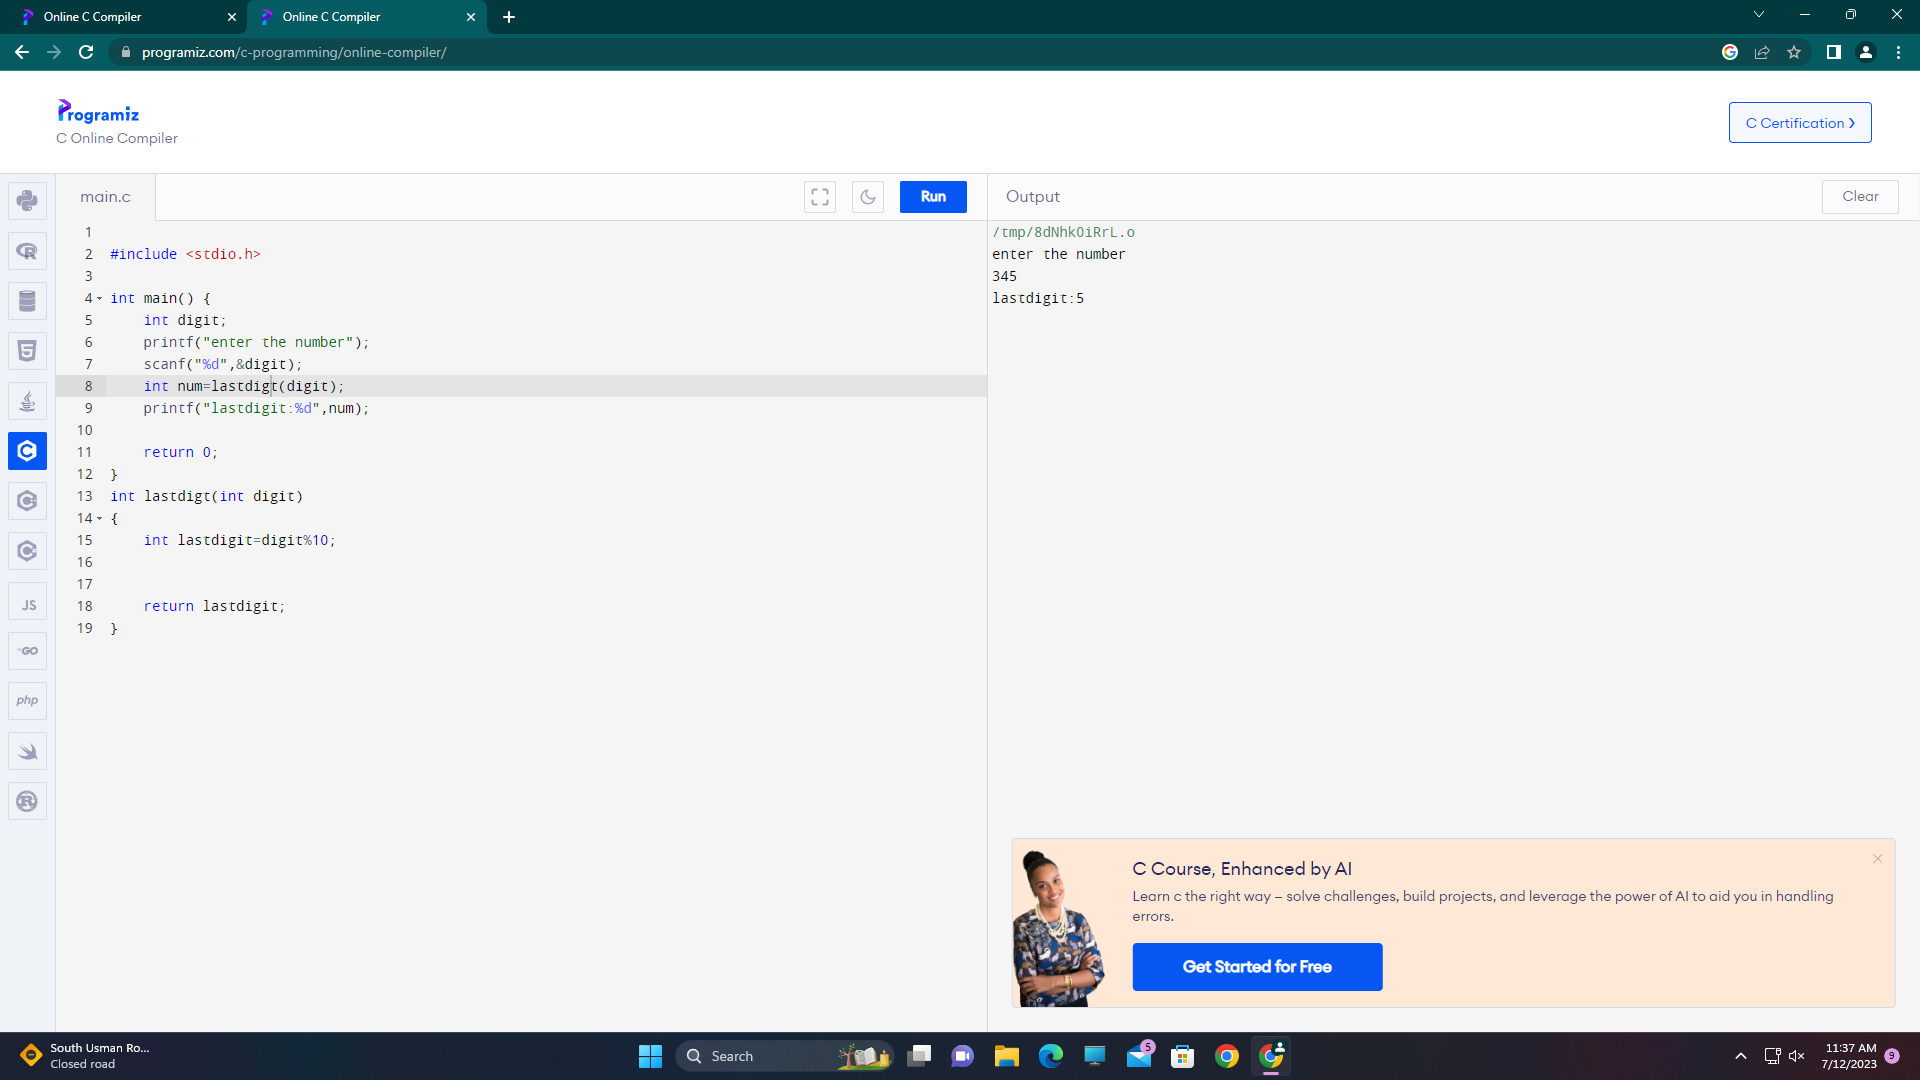 Online C Compiler
Online C Compiler
programiz.com/c-programming/online-compiler/
Programiz
C Online Compiler
C Certification
main.c
Run
Output
Clear
1
2 #include <stdio.h>
3
4 int main() {
5 int digit;
6 printf("enter the number");
7 scanf("%d",&digit);
8 int num=lastdigt(digit);
9 printf("lastdigit:%d",num);
10
11 return 0;
12 }
13 int lastdigt(int digit)
14 {
15 int lastdigit=digit%10;
16
17
18 return lastdigit;
19 }
/tmp/8dNhkOiRrL.o
enter the number
345
lastdigit:5
JS
GO
php
C Course, Enhanced by AI
Learn c the right way – solve challenges, build projects, and leverage the power of AI to aid you in handling
errors.
Get Started for Free
South Usman Ro...
Closed road
Search
5
11:37 AM
7/12/2023
9